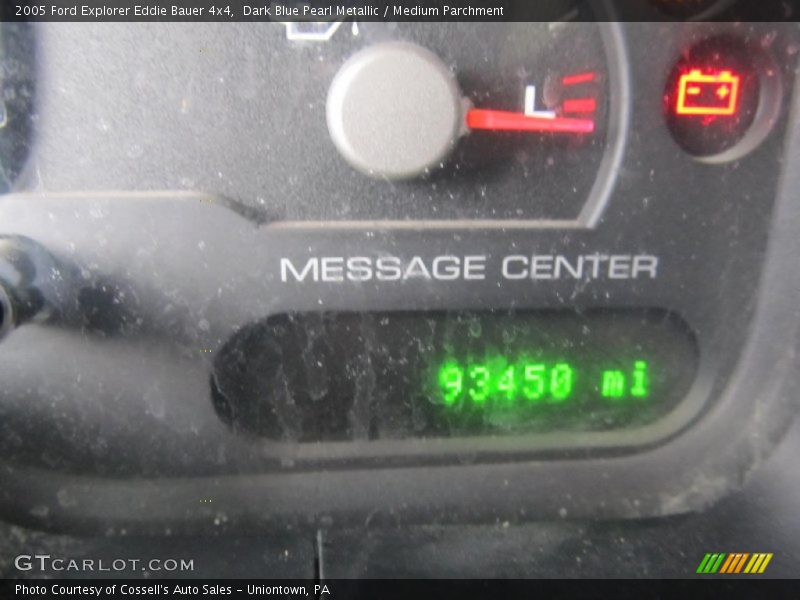 2005 Ford Explorer Eddie Bauer 4x4,  Dark Blue Pearl Metallic / Medium Parchment
L
MESSAGE CENTER
93450 mi
GTCARLOT.COM
Photo Courtesy of Cossell's Auto Sales - Uniontown, PA